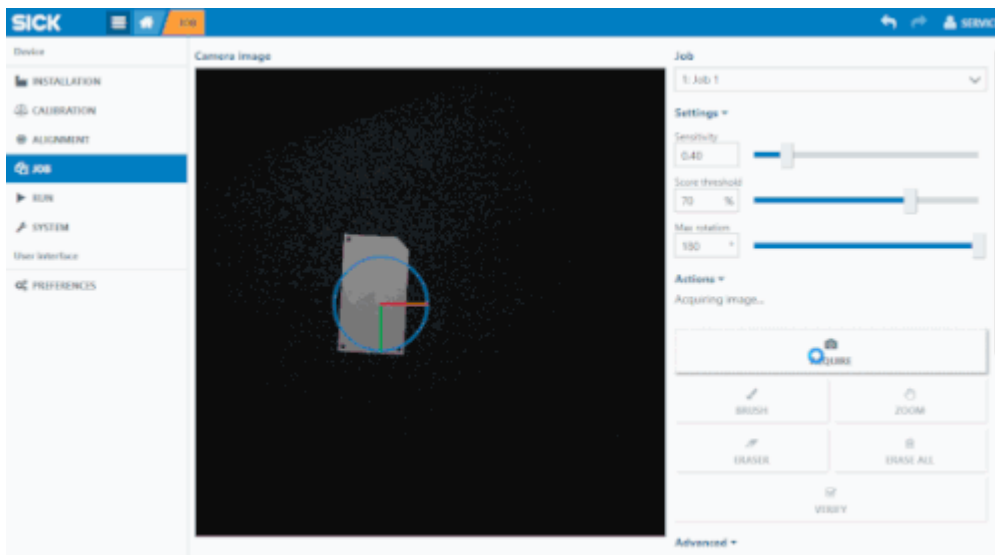 SICK
JOB
SERVIC
Device
INSTALLATION
CALIBRATION
ALIGNMENT
JOB
RUN
SYSTEM
User Interface
PREFERENCES
Camera image
Job
1: Job 1
Settings
Sensitivity
0.40
Score threshold
70 %
Max rotation
180 °
Actions
Acquiring image...
ACQUIRE
BRUSH
ZOOM
ERASER
ERASE ALL
VERIFY
Advanced